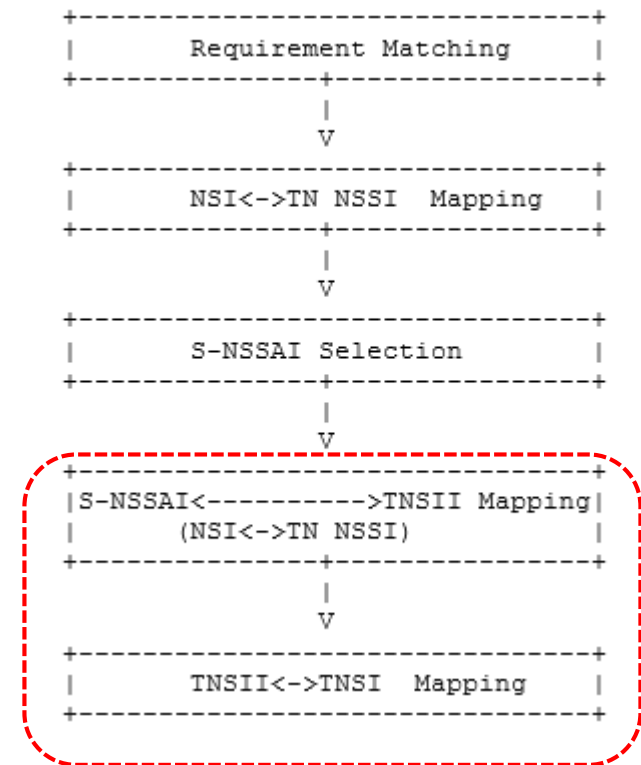 Requirement Matching
NSI<->TN NSSI Mapping
S-NSSAI Selection
S-NSSAI<---------->TNSII Mapping
(NSI<->TN NSSI)
TNSII<->TNSI Mapping